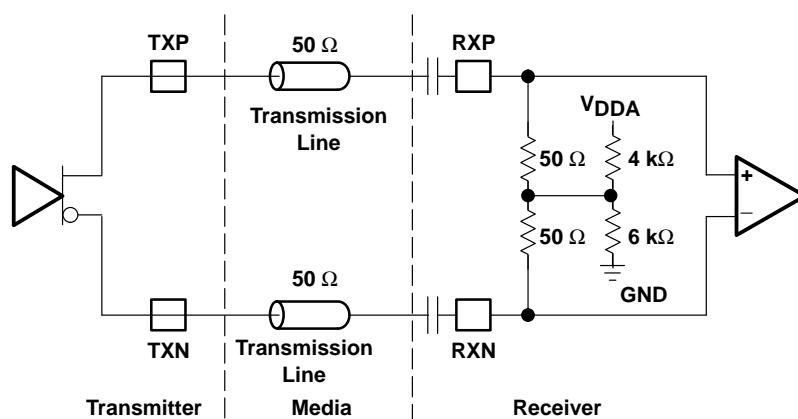 TXP
50 Ω
Transmission
Line
RXP
VDDA
50 Ω
4 kΩ
+
−
50 Ω
6 kΩ
GND
TXN
50 Ω
Transmission
Line
RXN
Transmitter
Media
Receiver